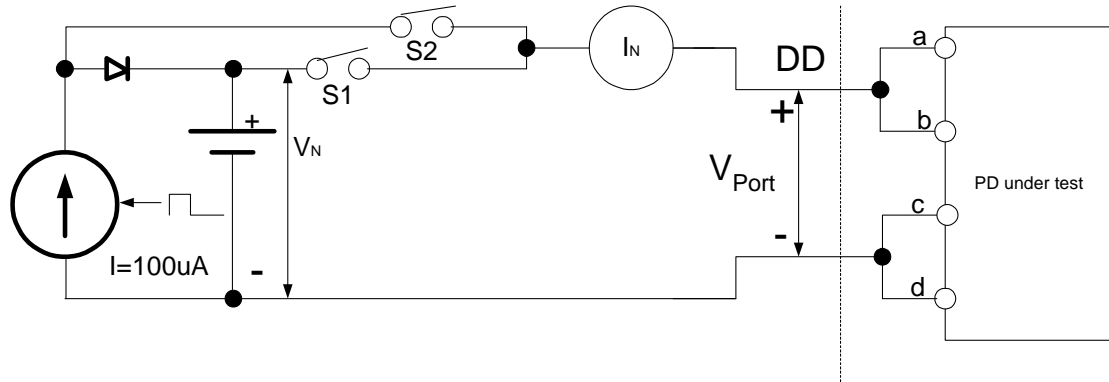 S2
S1
IN
DD
a
b
+
VN
+
VPort
PD under test
-
c
I=100uA
-
d